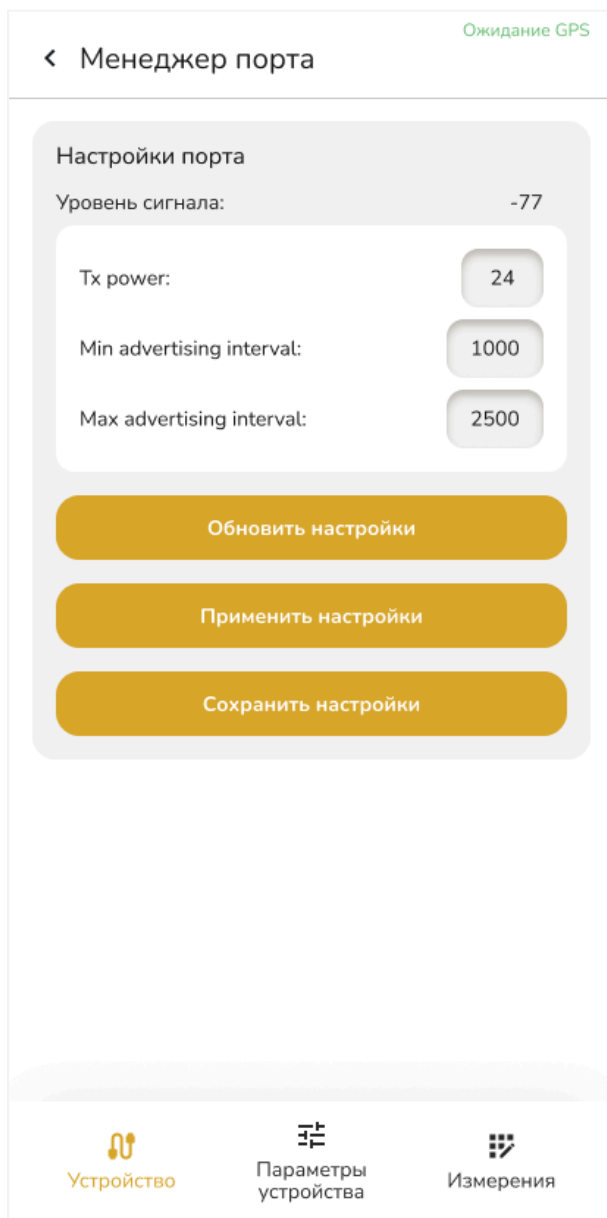 Ожидание GPS
Менеджер порта
Настройки порта
Уровень сигнала: -77
Tx power: 24
Min advertising interval: 1000
Max advertising interval: 2500
Обновить настройки
Применить настройки
Сохранить настройки
Устройство
Параметры
устройства
Измерения